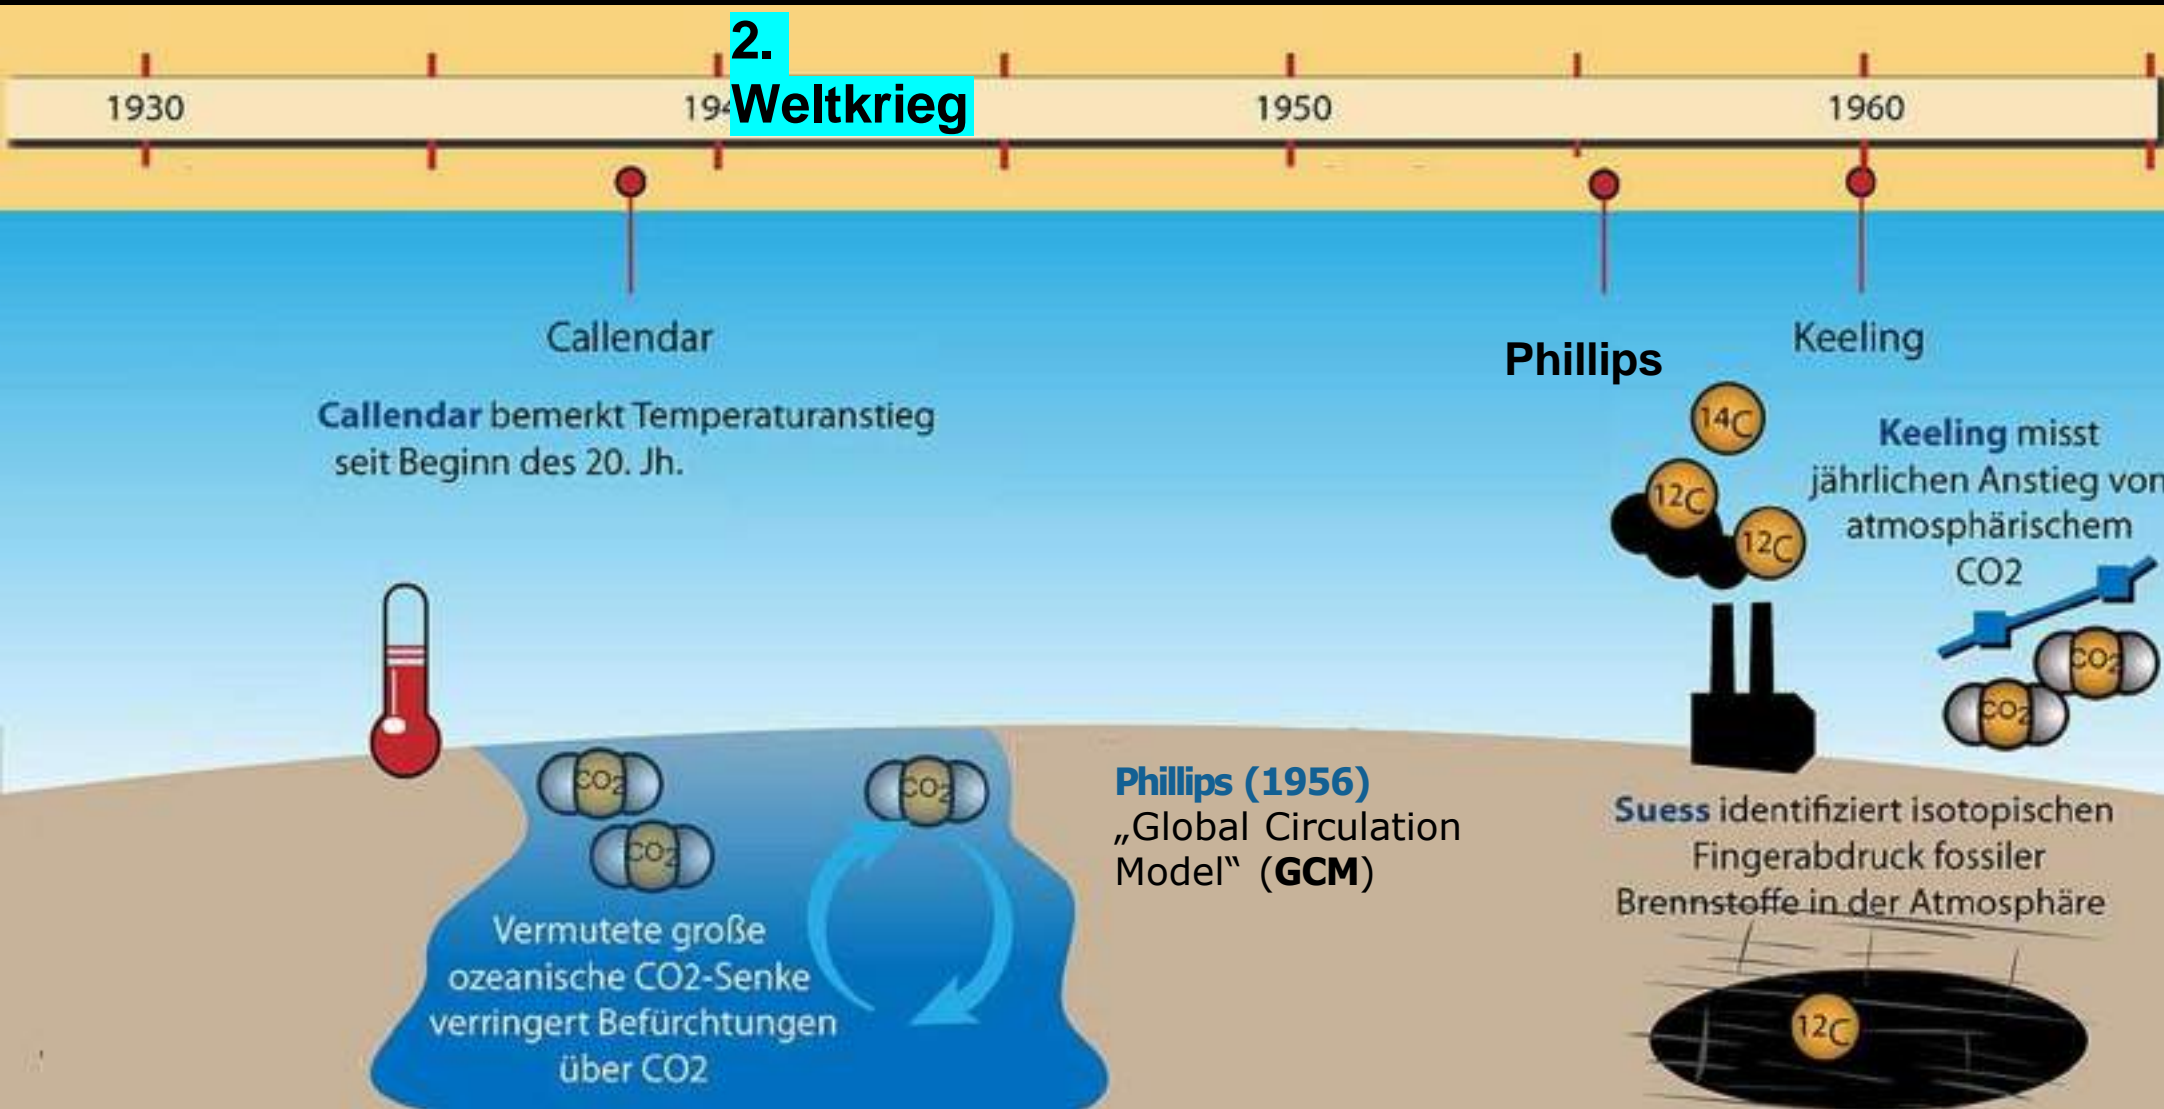 2.
1930
194
Weltkrieg
1950
1960
Callendar
Phillips
Keeling
Callendar bemerkt Temperaturanstieg
seit Beginn des 20. Jh.
14C
12C
12C
Keeling misst
jährlichen Anstieg von
atmosphärischem
CO2
CO2
CO2
CO2
CO2
CO2
Vermutete große
ozeanische CO2-Senke
verringert Befürchtungen
über CO2
Phillips (1956)
„Global Circulation
Model“ (GCM)
Suess identifiziert isotopischen
Fingerabdruck fossiler
Brennstoffe in der Atmosphäre
12C